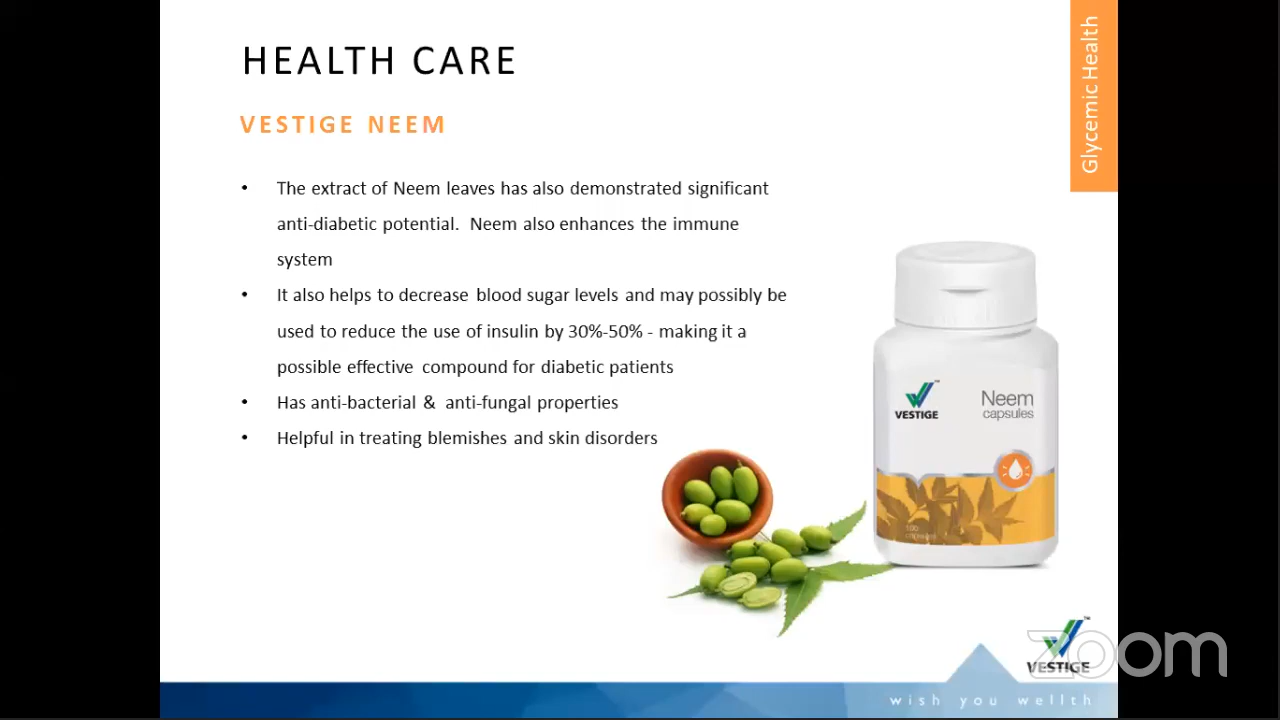 HEALTH CARE
Glycemic Health
VESTIGE NEEM
• The extract of Neem leaves has also demonstrated significant
anti-diabetic potential. Neem also enhances the immune
system
• It also helps to decrease blood sugar levels and may possibly be
used to reduce the use of insulin by 30%-50% - making it a
possible effective compound for diabetic patients
• Has anti-bacterial & anti-fungal properties
• Helpful in treating blemishes and skin disorders
VESTIGE
Neem
capsules
100
capsules
VESTIGE
zoom
wish you wellth